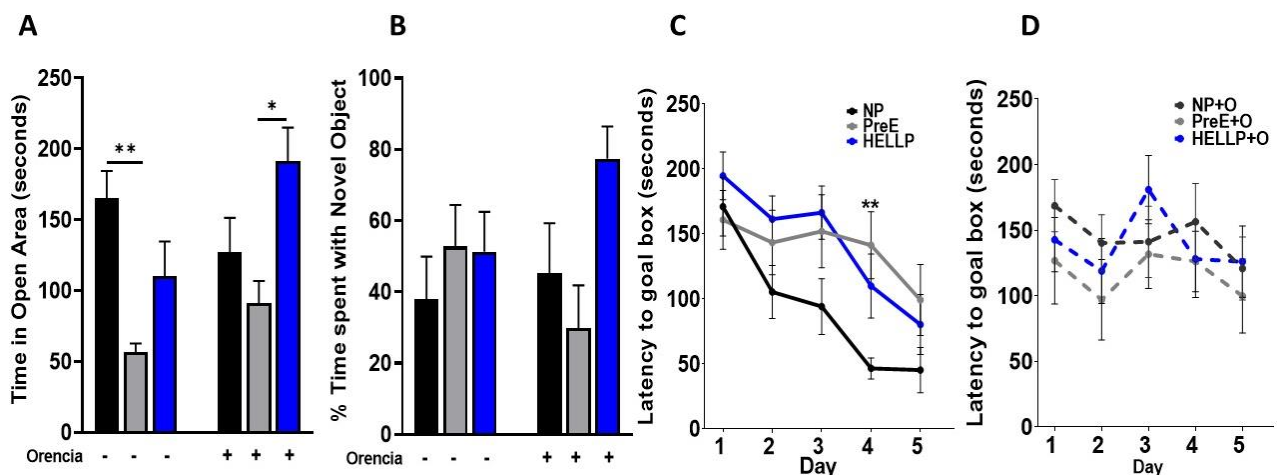 A
Time in Open Area (seconds)
250
200
150
100
50
0
**
*
Orencia - - - + + +
B
% Time spent with Novel Object
100
80
60
40
20
0
Orencia - - - + + +
C
Latency to goal box (seconds)
250
200
150
100
50
0
NP
PreE
HELLP
**
1 2 3 4 5
Day
D
Latency to goal box (seconds)
250
200
150
100
50
0
NP+O
PreE+O
HELLP+O
1 2 3 4 5
Day